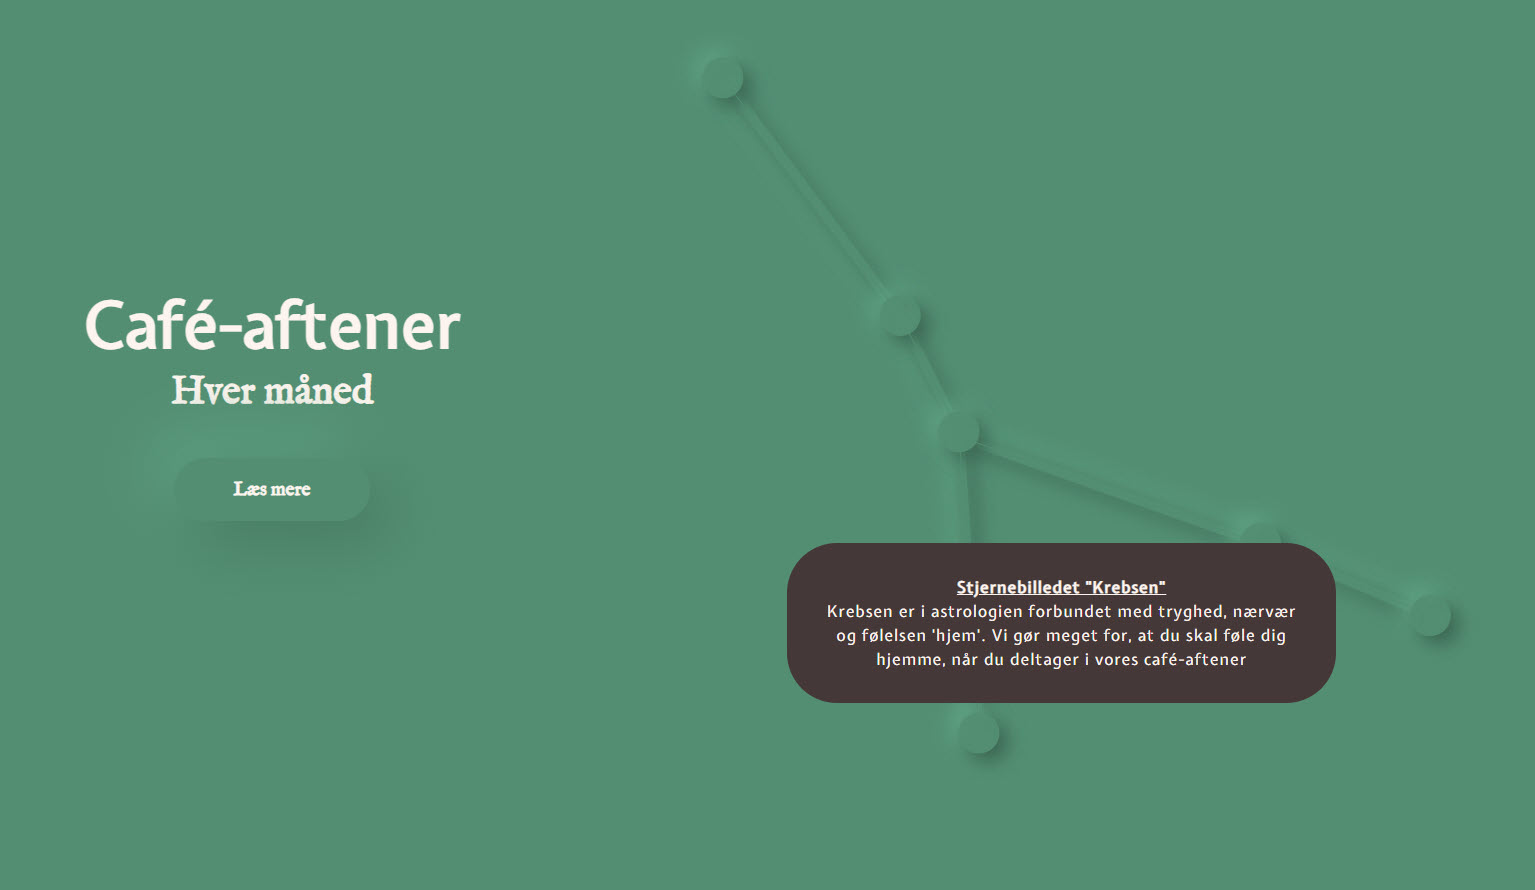 Café-aftener
Hver måned
Læs mere
Stjernebilledet "Krebsen"
Krebsen er i astrologien forbundet med tryghed, nærvær
og følelsen 'hjem'. Vi gør meget for, at du skal føle dig
hjemme, når du deltager i vores café-aftener